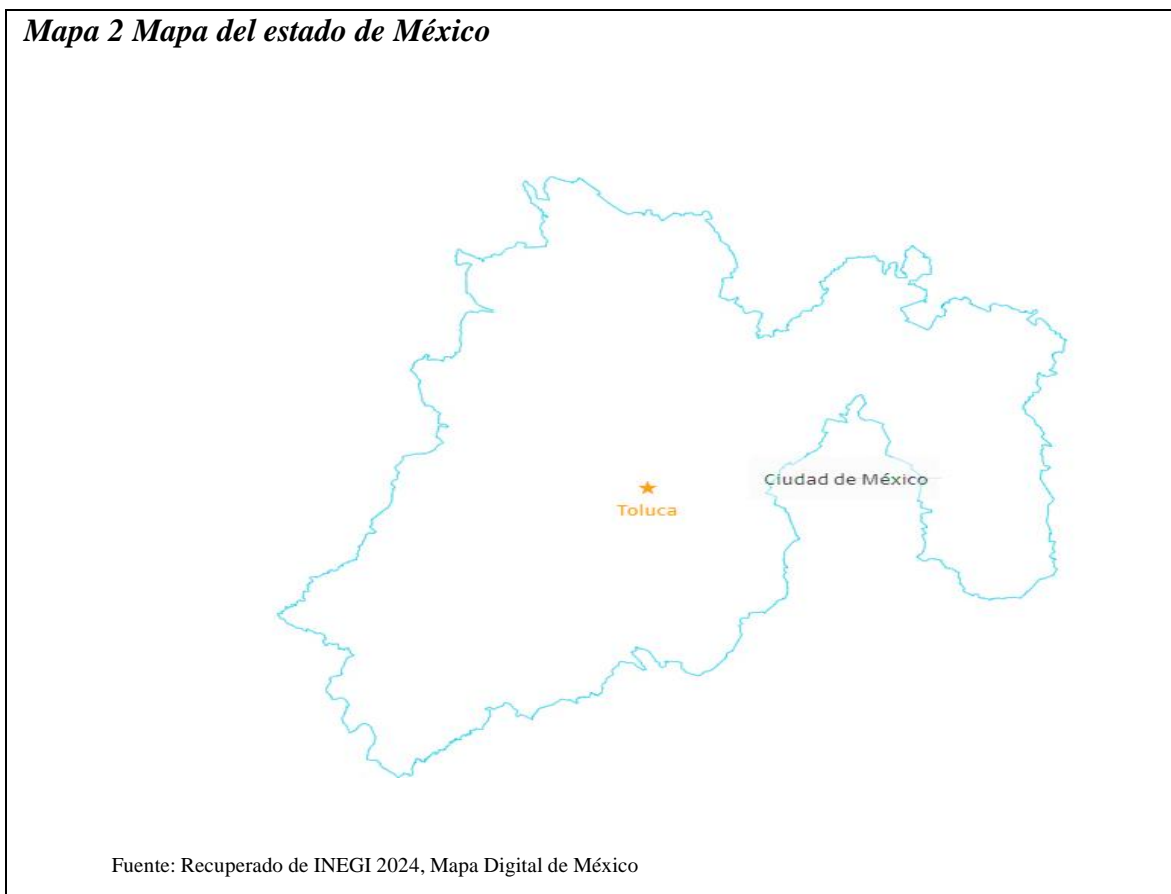 Mapa 2 Mapa del estado de México
Ciudad de México
Toluca
Fuente: Recuperado de INEGI 2024, Mapa Digital de México